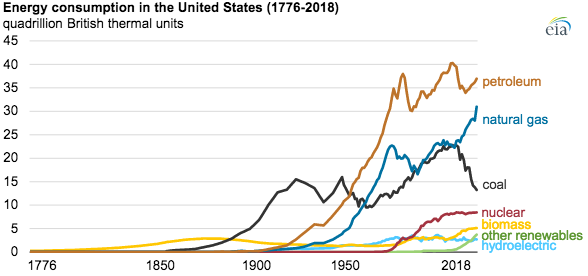 Energy consumption in the United States (1776-2018)
quadrillion British thermal units
eia
45
40
35
30
25
20
15
10
5
0
petroleum
natural gas
coal
nuclear
biomass
other renewables
hydroelectric
1776 1850 1900 1950 2018